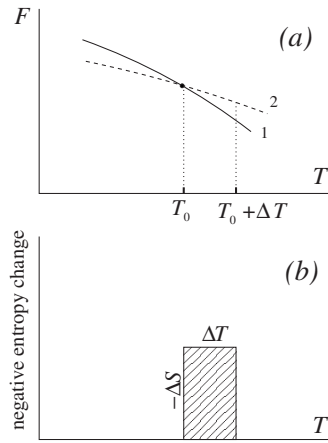 F
(a)
2
1
T
T₀
T₀ + ΔT
negative entropy change
(b)
ΔT
−ΔS
T